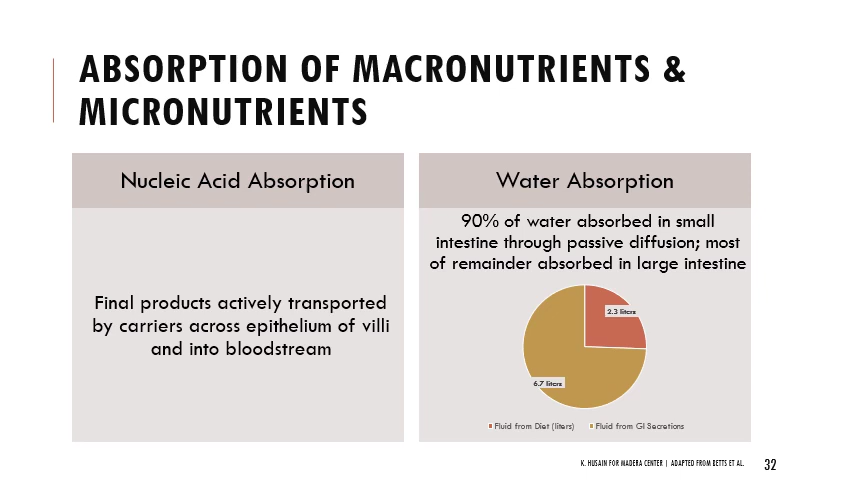 ABSORPTION OF MACRONUTRIENTS &
MICRONUTRIENTS
Nucleic Acid Absorption
Final products actively transported
by carriers across epithelium of villi
and into bloodstream
Water Absorption
90% of water absorbed in small
intestine through passive diffusion; most
of remainder absorbed in large intestine
2.3 liters
6.7 liters
Fluid from Diet (liters) Fluid from GI Secretions
K. HUSAIN FOR MADERA CENTER | ADAPTED FROM BETTS ET AL. 32